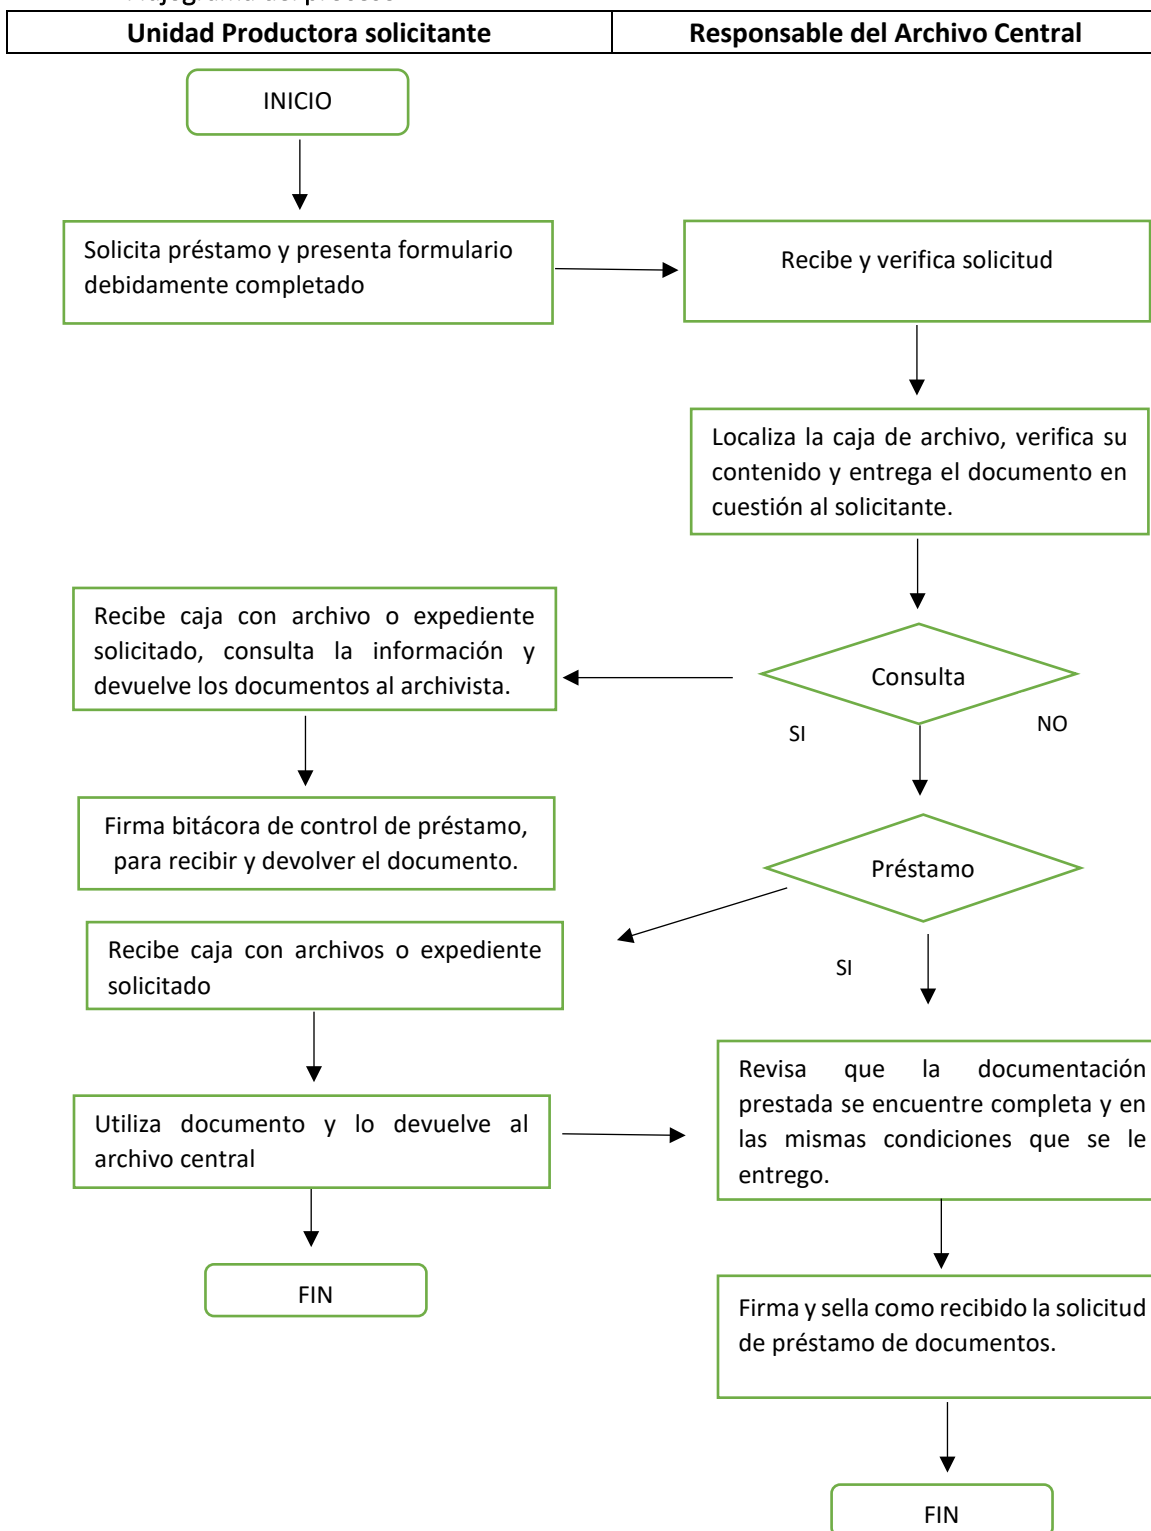 Flujograma del proceso
Unidad Productora solicitante
Responsable del Archivo Central
INICIO
Solicita préstamo y presenta formulario
debidamente completado
Recibe y verifica solicitud
Localiza la caja de archivo, verifica su
contenido y entrega el documento en
cuestión al solicitante.
Recibe caja con archivo o expediente
solicitado, consulta la información y
devuelve los documentos al archivista.
Consulta
SI
NO
Firma bitácora de control de préstamo,
para recibir y devolver el documento.
Préstamo
Recibe caja con archivos o expediente
solicitado
SI
Utiliza documento y lo devuelve al
archivo central
Revisa que la documentación
prestada se encuentre completa y en
las mismas condiciones que se le
entrego.
FIN
Firma y sella como recibido la solicitud
de préstamo de documentos.
FIN